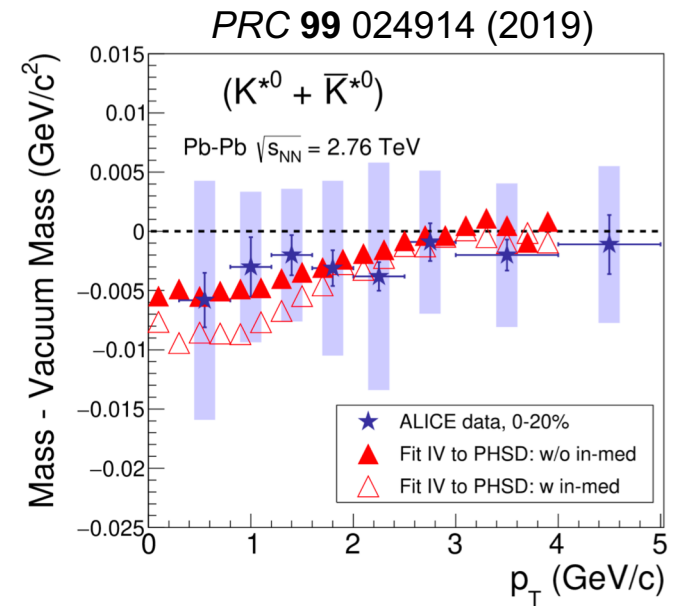 PRC 99 024914 (2019)
Mass - Vacuum Mass (GeV/c²)
0.015
0.01
0.005
0
−0.005
−0.01
−0.015
−0.02
−0.025
(K*⁰ + K̅*⁰)
Pb-Pb √sNN = 2.76 TeV
ALICE data, 0-20%
Fit IV to PHSD: w/o in-med
Fit IV to PHSD: w in-med
0 1 2 3 4 5
pT (GeV/c)